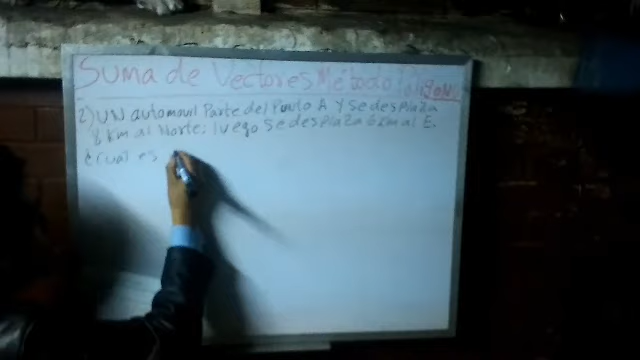 Suma de Vectores Método Poligon
2) UN automovil Parte del Punto A y se desplaza
8 Km al Norte; luego se desplaza 6 Km al E.
¿Cual es